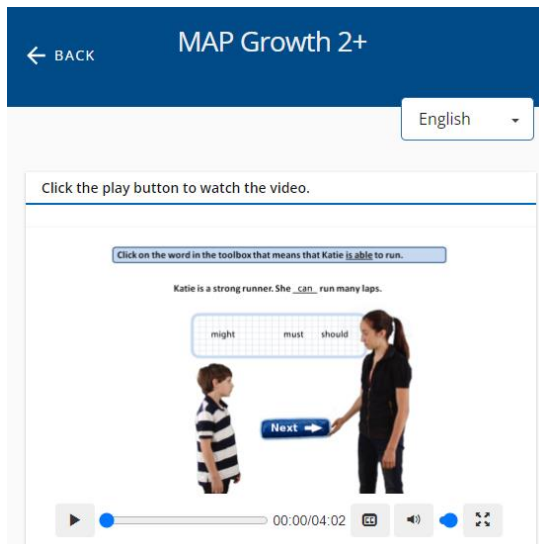 MAP Growth 2+
BACK
English
Click the play button to watch the video.
Click on the word in the toolbox that means that Katie is able to run.
Katie is a strong runner. She _can_ run many laps.
might must should
Next
00:00/04:02
CC